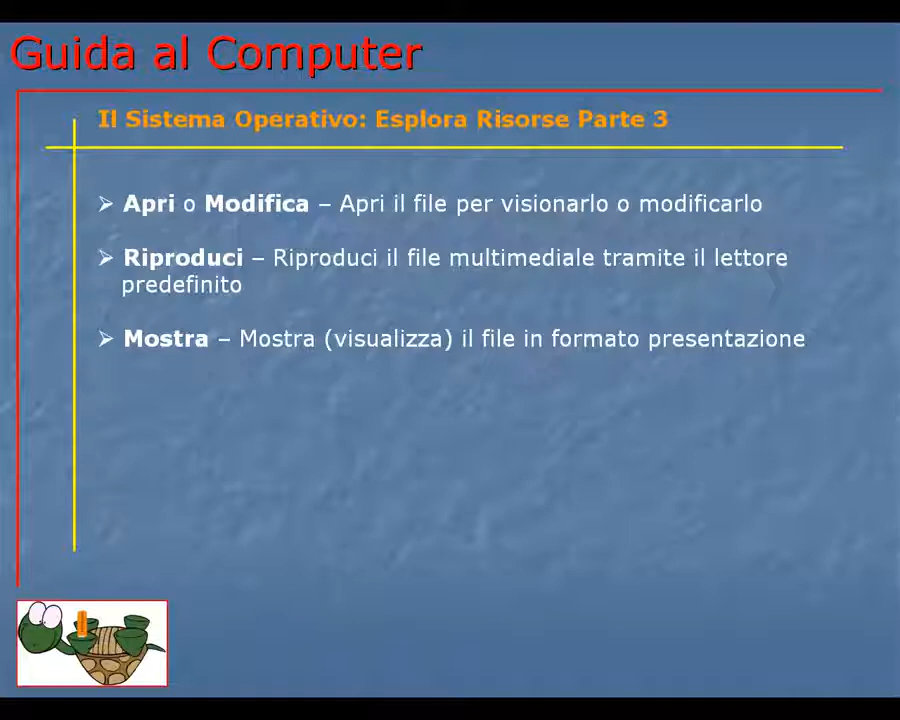 Guida al Computer
Il Sistema Operativo: Esplora Risorse Parte 3
➢ Apri o Modifica – Apri il file per visionarlo o modificarlo
➢ Riproduci – Riproduci il file multimediale tramite il lettore
predefinito
➢ Mostra – Mostra (visualizza) il file in formato presentazione